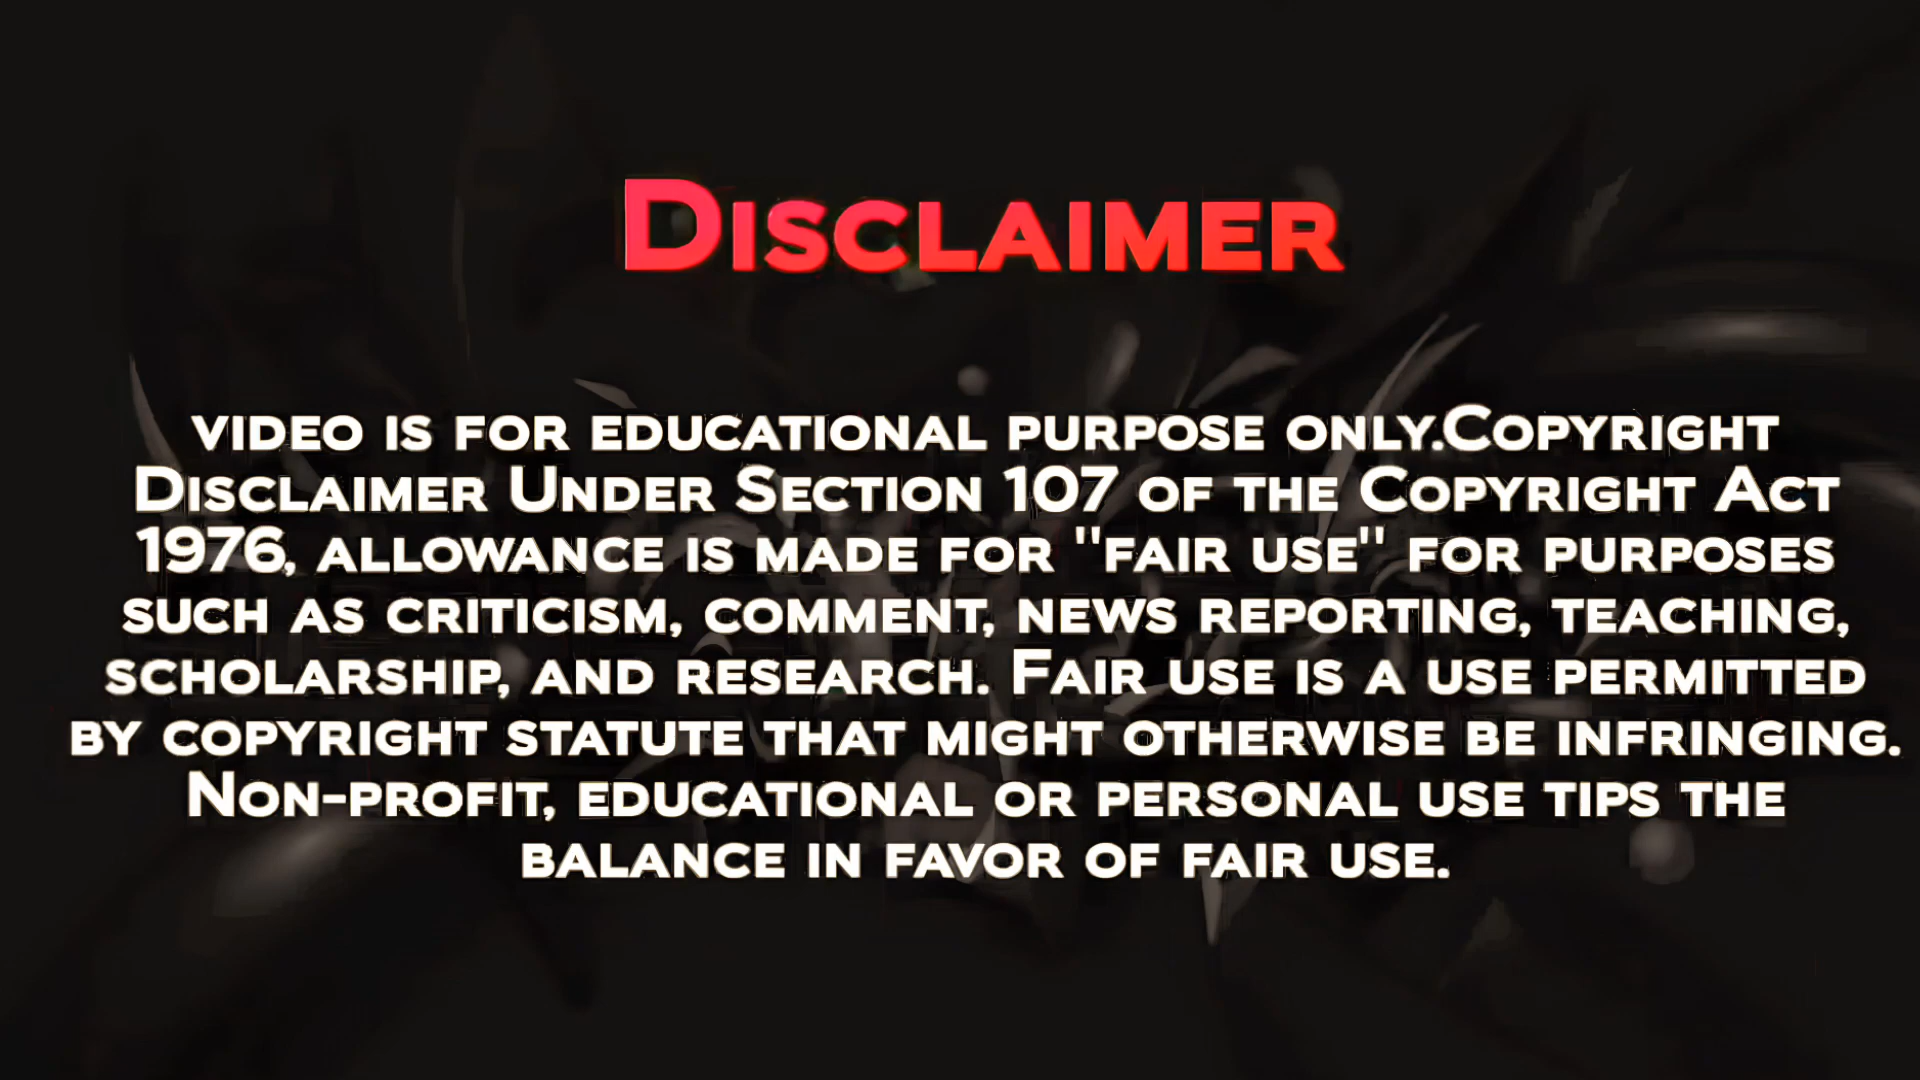 Disclaimer
video is for educational purpose only.Copyright
Disclaimer Under Section 107 of the Copyright Act
1976, allowance is made for "fair use" for purposes
such as criticism, comment, news reporting, teaching,
scholarship, and research. Fair use is a use permitted
by copyright statute that might otherwise be infringing.
Non-profit, educational or personal use tips the
balance in favor of fair use.